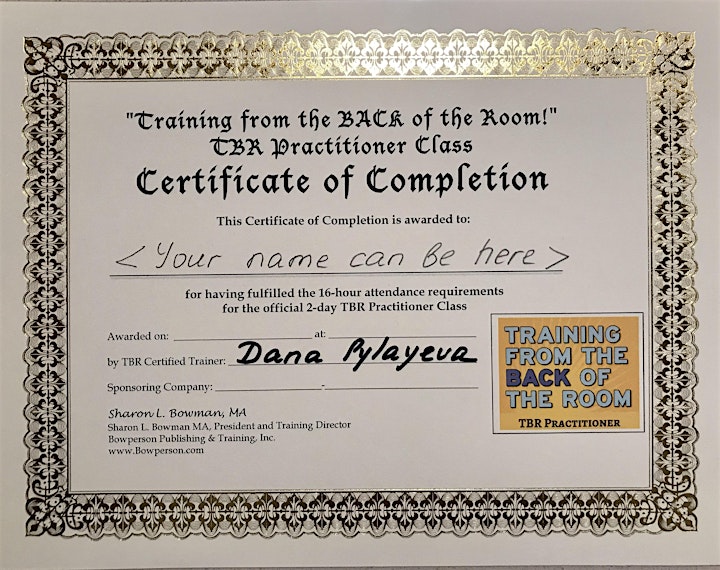 "Training from the BACK of the Room!"
TBR Practitioner Class
Certificate of Completion
This Certificate of Completion is awarded to:
< Your name can be here >
for having fulfilled the 16-hour attendance requirements
for the official 2-day TBR Practitioner Class
Awarded on: at:
by TBR Certified Trainer: Dana Pylayeva
Sponsoring Company: -
Sharon L. Bowman, MA
Sharon L. Bowman MA, President and Training Director
Bowperson Publishing & Training, Inc.
www.Bowperson.com
TRAINING
FROM THE
BACK OF
THE ROOM
TBR PRACTITIONER